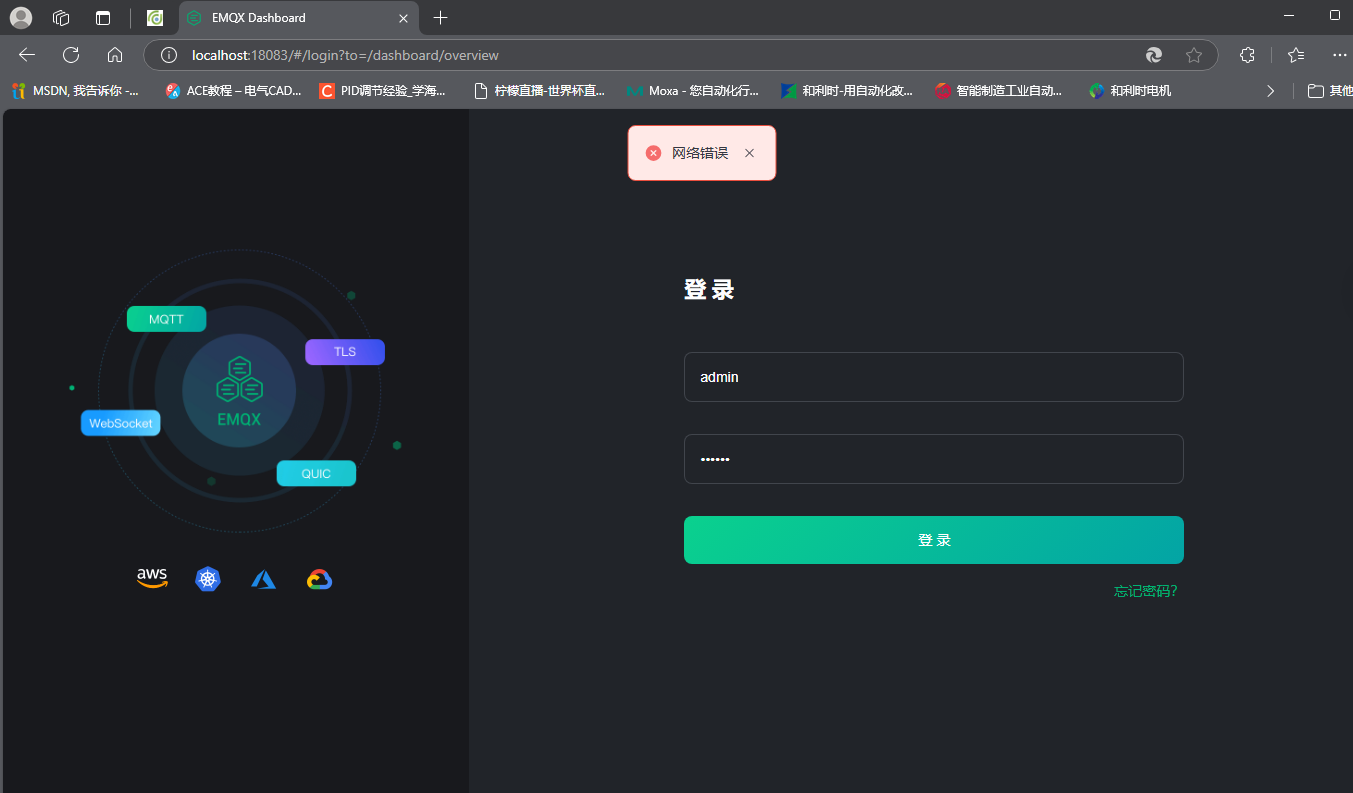 EMQX Dashboard
localhost:18083/#/login?to=/dashboard/overview
MSDN, 我告诉你 -...
ACE教程 – 电气CAD...
PID调节经验_学海...
柠檬直播-世界杯直...
Moxa - 您自动化行...
和利时-用自动化改...
智能制造工业自动...
和利时电机
其他
网络错误
MQTT
TLS
EMQX
WebSocket
QUIC
aws
登录
admin
••••••
登录
忘记密码?